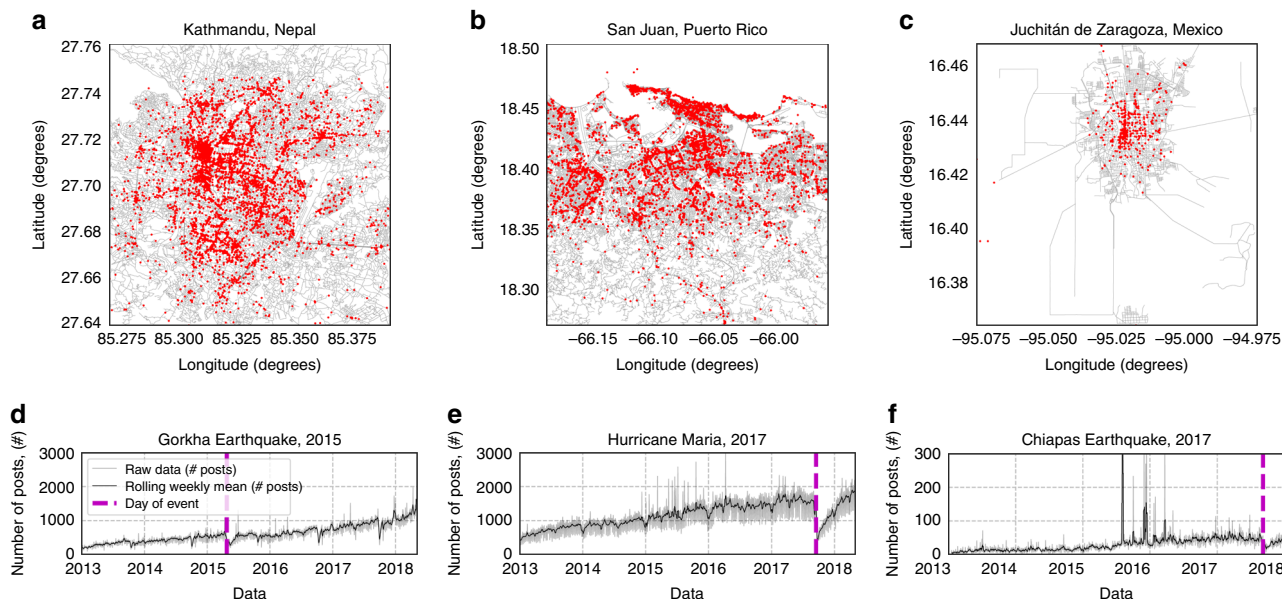 a
Kathmandu, Nepal
27.76
27.74
27.72
27.70
27.68
27.66
27.64
Latitude (degrees)
85.275 85.300 85.325 85.350 85.375
Longitude (degrees)
b
San Juan, Puerto Rico
18.50
18.45
18.40
18.35
18.30
Latitude (degrees)
−66.15 −66.10 −66.05 −66.00
Longitude (degrees)
c
Juchitán de Zaragoza, Mexico
16.46
16.44
16.42
16.40
16.38
Latitude (degrees)
−95.075 −95.050 −95.025 −95.000 −94.975
Longitude (degrees)
d
Gorkha Earthquake, 2015
Number of posts, (#)
3000
2000
1000
0
Raw data (# posts)
Rolling weekly mean (# posts)
Day of event
2013 2014 2015 2016 2017 2018
Data
e
Hurricane Maria, 2017
Number of posts, (#)
3000
2000
1000
0
2013 2014 2015 2016 2017 2018
Data
f
Chiapas Earthquake, 2017
Number of posts, (#)
300
200
100
0
2013 2014 2015 2016 2017 2018
Data